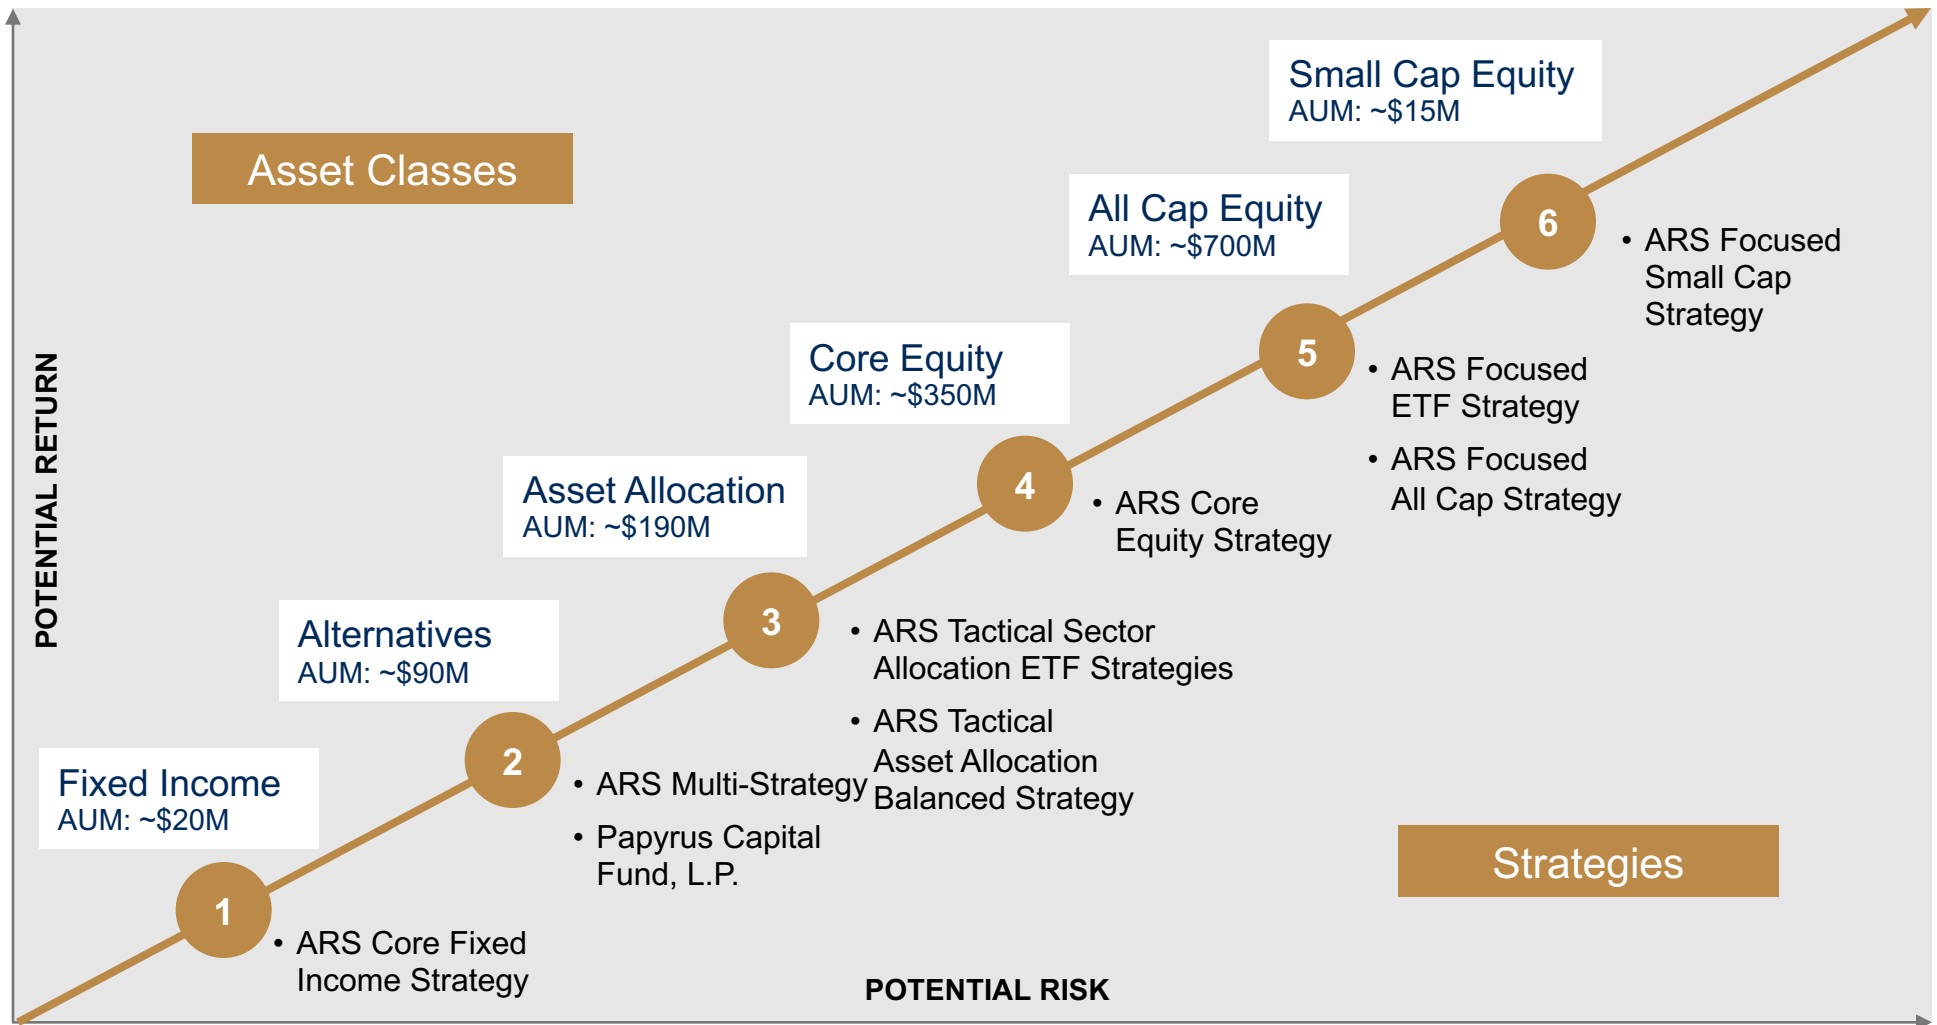 Small Cap Equity
AUM: ~$15M
Asset Classes
All Cap Equity
AUM: ~$700M
6
• ARS Focused
Small Cap
Strategy
Core Equity
AUM: ~$350M
5
• ARS Focused
ETF Strategy
• ARS Focused
All Cap Strategy
POTENTIAL RETURN
Asset Allocation
AUM: ~$190M
4
• ARS Core
Equity Strategy
Alternatives
AUM: ~$90M
3
• ARS Tactical Sector
Allocation ETF Strategies
• ARS Tactical
Asset Allocation
Balanced Strategy
Fixed Income
AUM: ~$20M
2
• ARS Multi-Strategy
• Papyrus Capital
Fund, L.P.
Strategies
1
• ARS Core Fixed
Income Strategy
POTENTIAL RISK